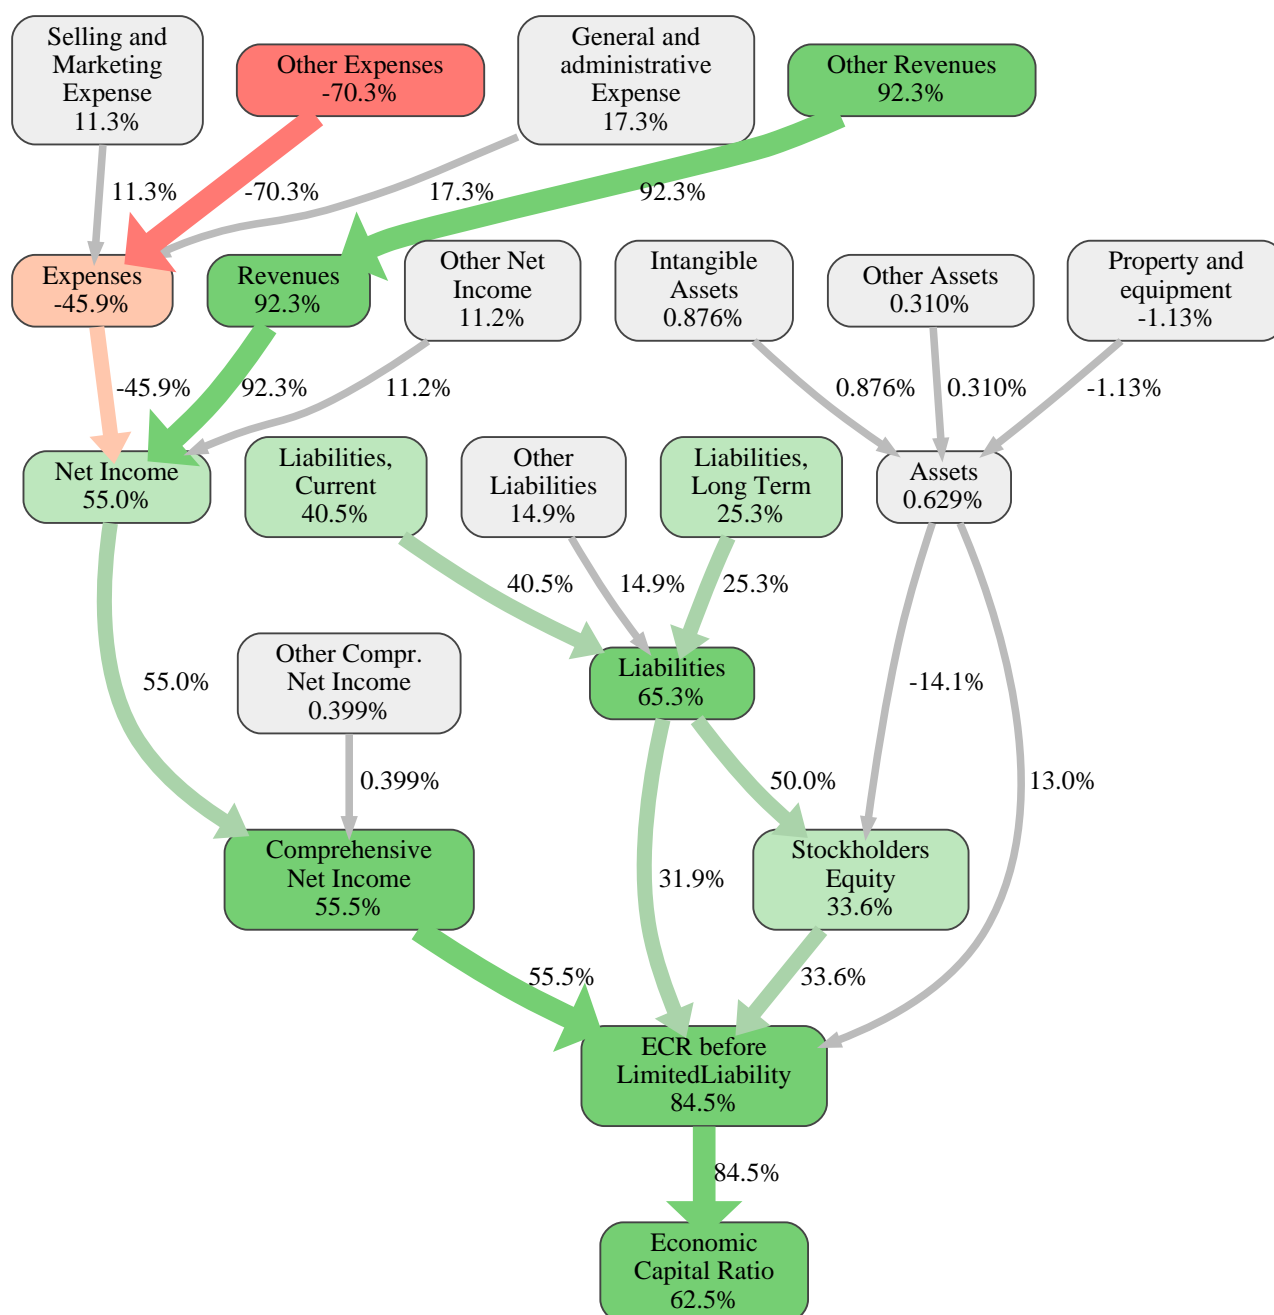 Selling and
Marketing
Expense
11.3%
Other Expenses
-70.3%
General and
administrative
Expense
17.3%
Other Revenues
92.3%
11.3%
-70.3%
17.3%
92.3%
Expenses
-45.9%
Revenues
92.3%
Other Net
Income
11.2%
Intangible
Assets
0.876%
Other Assets
0.310%
Property and
equipment
-1.13%
-45.9%
92.3%
11.2%
0.876%
0.310%
-1.13%
Net Income
55.0%
Liabilities,
Current
40.5%
Other
Liabilities
14.9%
Liabilities,
Long Term
25.3%
Assets
0.629%
40.5%
14.9%
25.3%
55.0%
Other Compr.
Net Income
0.399%
Liabilities
65.3%
-14.1%
0.399%
50.0%
13.0%
Comprehensive
Net Income
55.5%
31.9%
Stockholders
Equity
33.6%
55.5%
33.6%
ECR before
LimitedLiability
84.5%
84.5%
Economic
Capital Ratio
62.5%